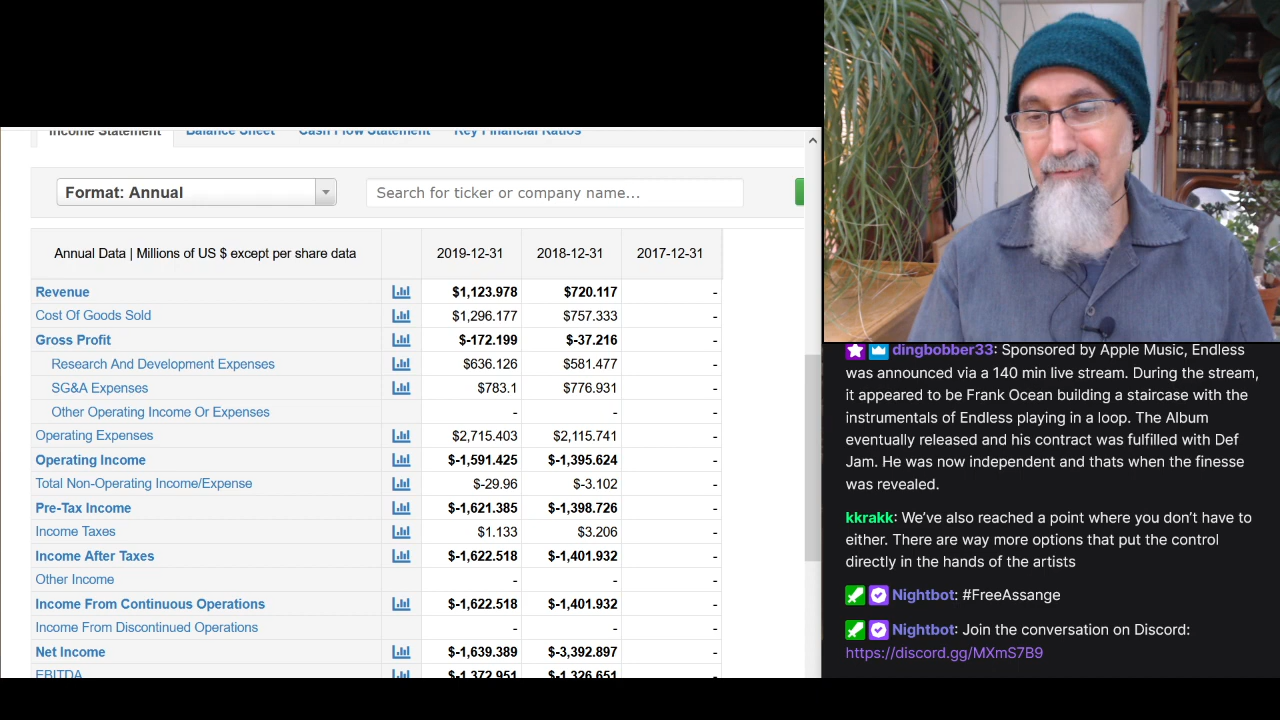 Income Statement Balance Sheet Cash Flow Statement Key Financial Ratios
Format: Annual Search for ticker or company name...
Annual Data | Millions of US $ except per share data 2019-12-31 2018-12-31 2017-12-31
Revenue $1,123.978 $720.117 -
Cost Of Goods Sold $1,296.177 $757.333 -
Gross Profit $-172.199 $-37.216 -
Research And Development Expenses $636.126 $581.477 -
SG&A Expenses $783.1 $776.931 -
Other Operating Income Or Expenses - - -
Operating Expenses $2,715.403 $2,115.741 -
Operating Income $-1,591.425 $-1,395.624 -
Total Non-Operating Income/Expense $-29.96 $-3.102 -
Pre-Tax Income $-1,621.385 $-1,398.726 -
Income Taxes $1.133 $3.206 -
Income After Taxes $-1,622.518 $-1,401.932 -
Other Income - - -
Income From Continuous Operations $-1,622.518 $-1,401.932 -
Income From Discontinued Operations - - -
Net Income $-1,639.389 $-3,392.897 -
EBITDA $-1,372.951 $-1,326.651 -
dingbobber33: Sponsored by Apple Music, Endless
was announced via a 140 min live stream. During the stream,
it appeared to be Frank Ocean building a staircase with the
instrumentals of Endless playing in a loop. The Album
eventually released and his contract was fulfilled with Def
Jam. He was now independent and thats when the finesse
was revealed.
kkrakk: We've also reached a point where you don't have to
either. There are way more options that put the control
directly in the hands of the artists
Nightbot: #FreeAssange
Nightbot: Join the conversation on Discord:
https://discord.gg/MXmS7B9